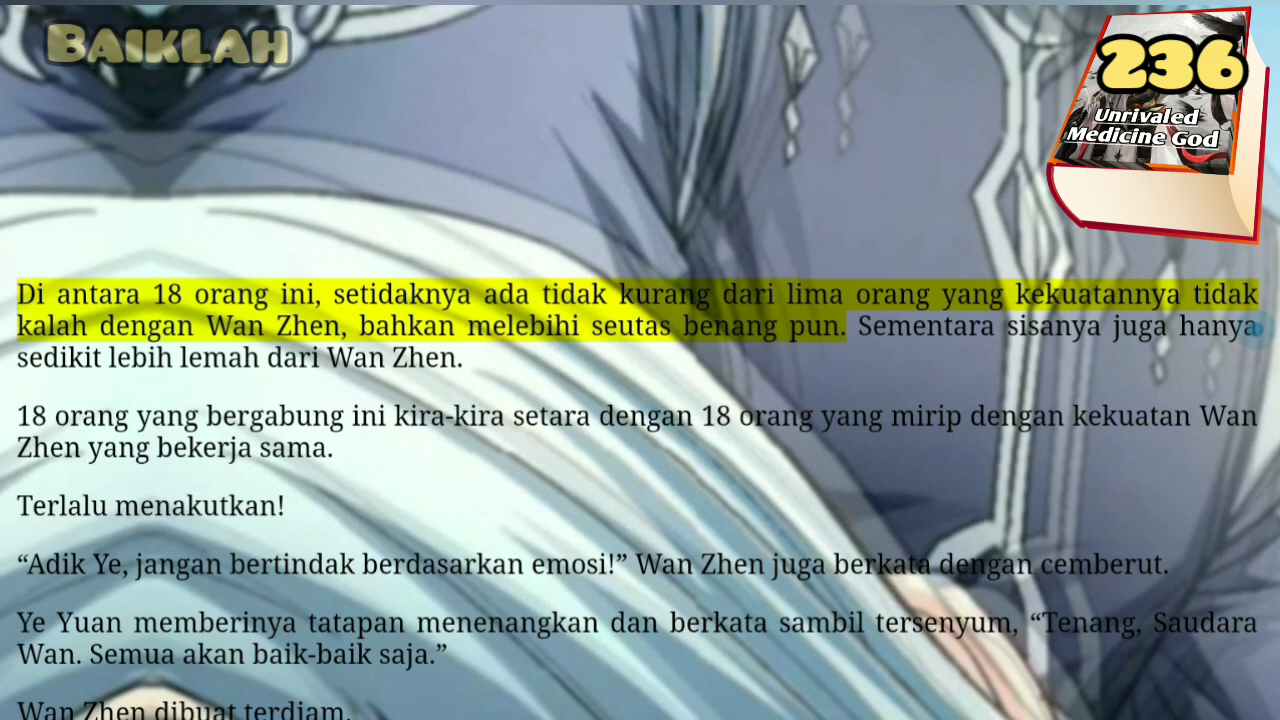 BAIKLAH
236
Unrivaled
Medicine God
Di antara 18 orang ini, setidaknya ada tidak kurang dari lima orang yang kekuatannya tidak
kalah dengan Wan Zhen, bahkan melebihi seutas benang pun. Sementara sisanya juga hanya
sedikit lebih lemah dari Wan Zhen.
18 orang yang bergabung ini kira-kira setara dengan 18 orang yang mirip dengan kekuatan Wan
Zhen yang bekerja sama.
Terlalu menakutkan!
“Adik Ye, jangan bertindak berdasarkan emosi!” Wan Zhen juga berkata dengan cemberut.
Ye Yuan memberinya tatapan menenangkan dan berkata sambil tersenyum, “Tenang, Saudara
Wan. Semua akan baik-baik saja.”
Wan Zhen dibuat terdiam.